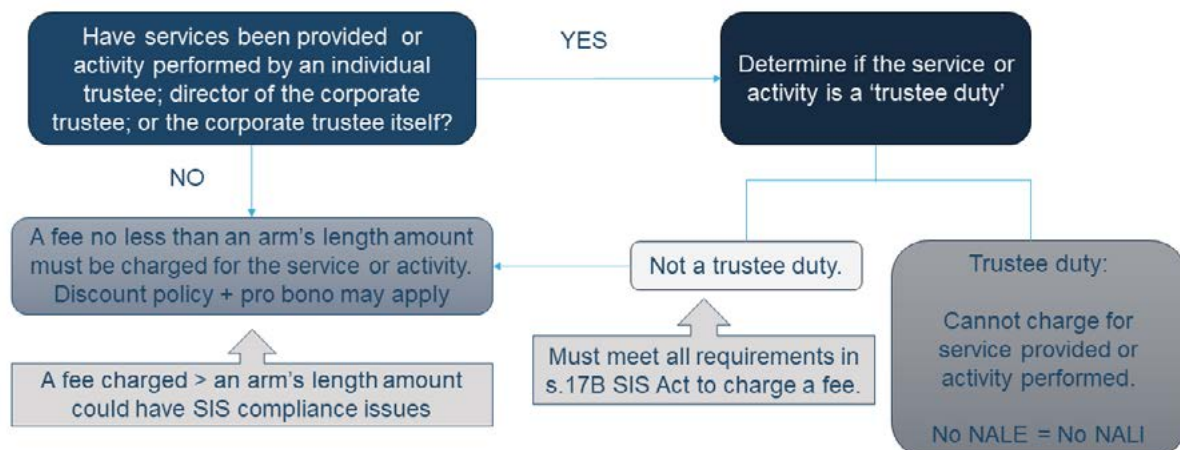 Have services been provided or
activity performed by an individual
trustee; director of the corporate
trustee; or the corporate trustee itself?
YES
Determine if the service or
activity is a ‘trustee duty’
NO
A fee no less than an arm’s length amount
must be charged for the service or activity.
Discount policy + pro bono may apply
Not a trustee duty.
Trustee duty:
Cannot charge for
service provided or
activity performed.
No NALE = No NALI
A fee charged > an arm’s length amount
could have SIS compliance issues
Must meet all requirements in
s.17B SIS Act to charge a fee.